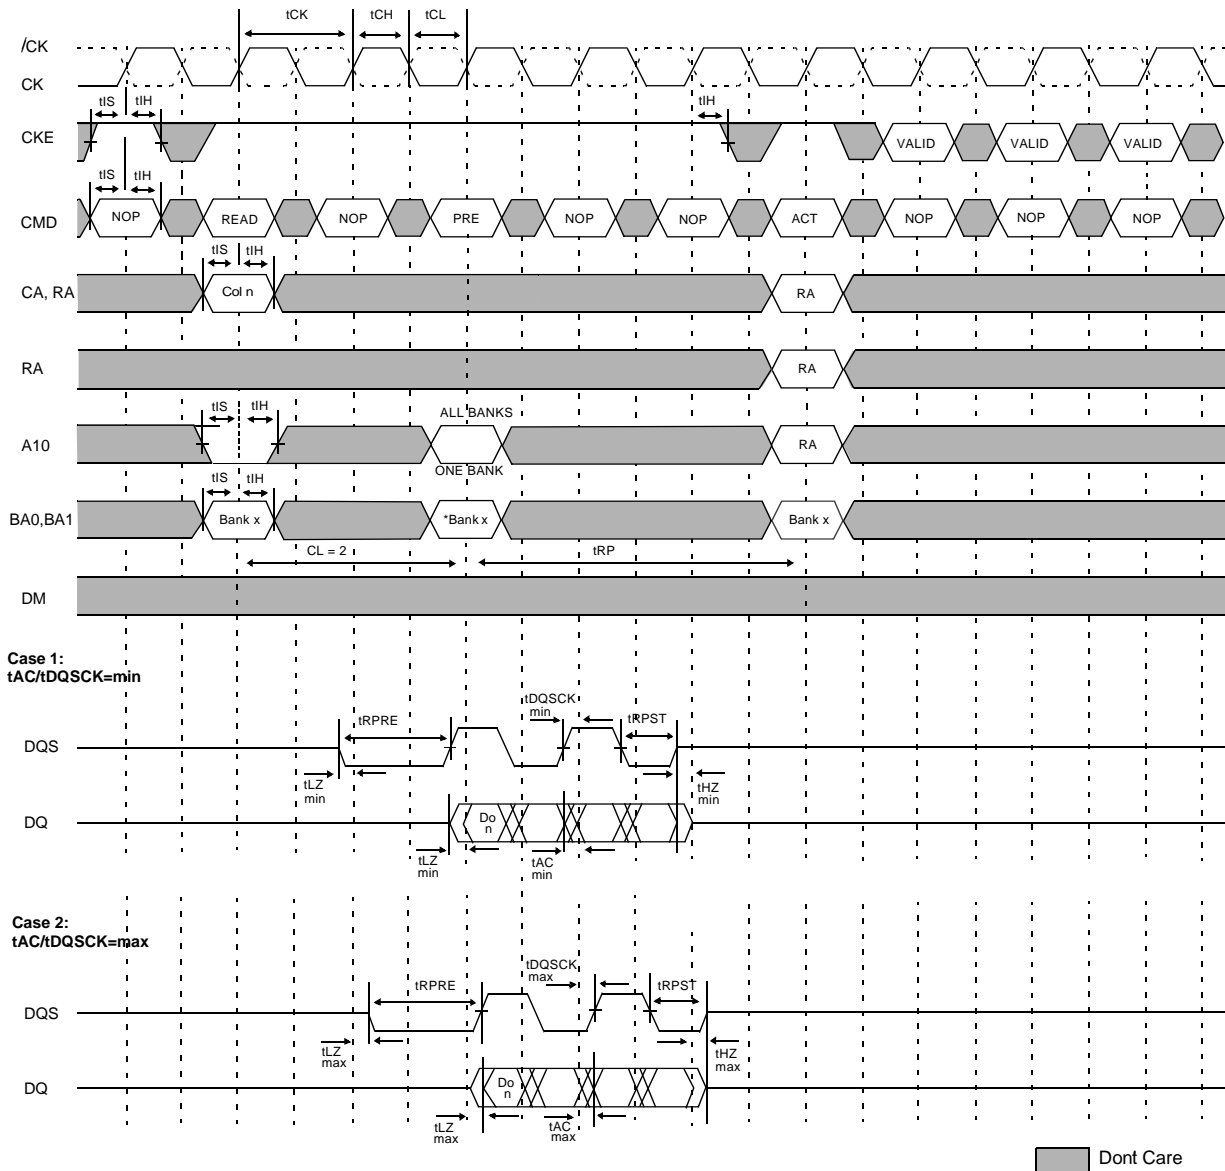 tCK tCH tCL
/CK
CK
tIS tIH tIH
CKE VALID VALID VALID
tIS tIH
CMD NOP READ NOP PRE NOP NOP ACT NOP NOP NOP
tIS tIH
CA, RA Col n RA
RA RA
tIS tIH ALL BANKS
A10 RA
ONE BANK
tIS tIH
BA0,BA1 Bank x *Bank x Bank x
CL = 2 tRP
DM
Case 1:
tAC/tDQSCK=min
tDQSCK
min
tRPRE tRPST
DQS
tLZ
min
tHZ
min
DQ Do
n
tLZ
min
tAC
min
Case 2:
tAC/tDQSCK=max
tDQSCK
max
tRPRE tRPST
DQS
tLZ
max
tHZ
max
DQ Do
n
tLZ
max
tAC
max
Dont Care